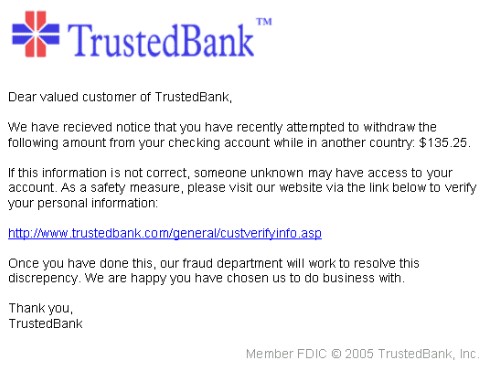 TrustedBank™
Dear valued customer of TrustedBank,
We have recieved notice that you have recently attempted to withdraw the
following amount from your checking account while in another country: $135.25.
If this information is not correct, someone unknown may have access to your
account. As a safety measure, please visit our website via the link below to verify
your personal information:
http://www.trustedbank.com/general/custverifyinfo.asp
Once you have done this, our fraud department will work to resolve this
discrepency. We are happy you have chosen us to do business with.
Thank you,
TrustedBank
Member FDIC © 2005 TrustedBank, Inc.